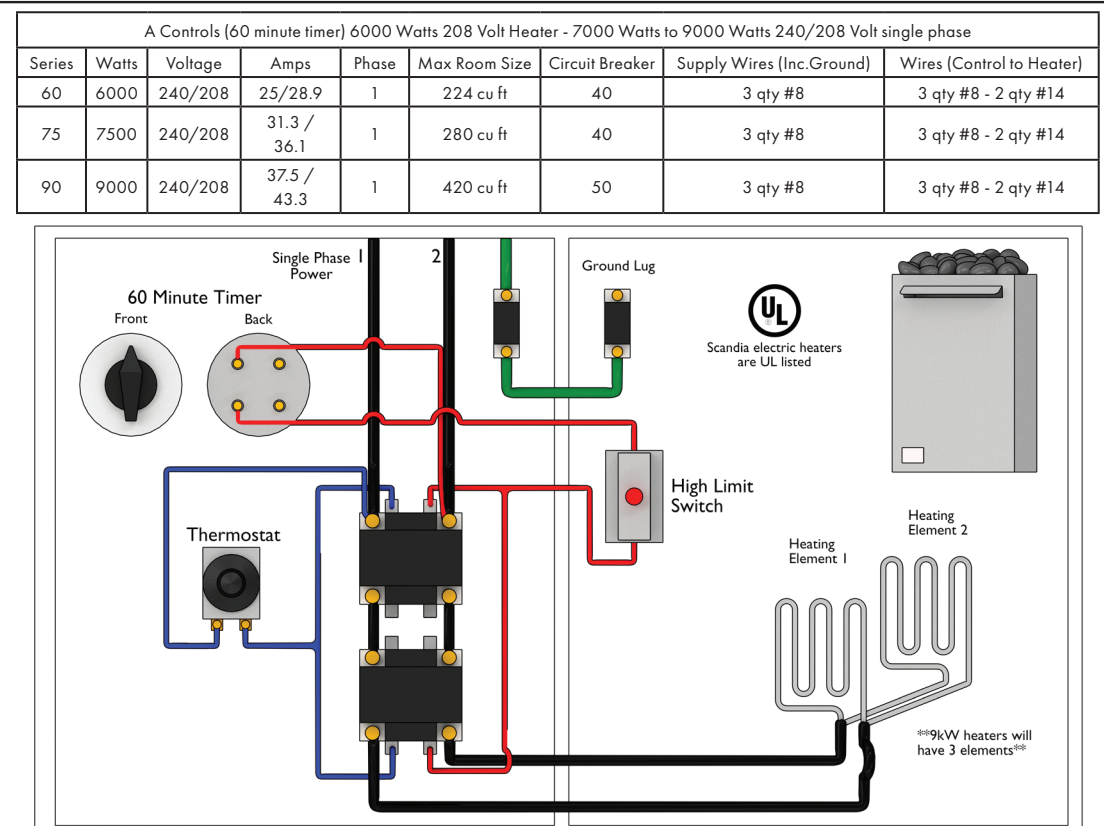 A Controls (60 minute timer) 6000 Watts 208 Volt Heater - 7000 Watts to 9000 Watts 240/208 Volt single phase
Series Watts Voltage Amps Phase Max Room Size Circuit Breaker Supply Wires (Inc.Ground) Wires (Control to Heater)
60 6000 240/208 25/28.9 1 224 cu ft 40 3 qty #8 3 qty #8 - 2 qty #14
75 7500 240/208 31.3 / 36.1 1 280 cu ft 40 3 qty #8 3 qty #8 - 2 qty #14
90 9000 240/208 37.5 / 43.3 1 420 cu ft 50 3 qty #8 3 qty #8 - 2 qty #14
Single Phase
Power
1
2
Ground Lug
60 Minute Timer
Front
Back
UL
®
Scandia electric heaters
are UL listed
High Limit
Switch
Thermostat
Heating
Element 1
Heating
Element 2
**9kW heaters will
have 3 elements**